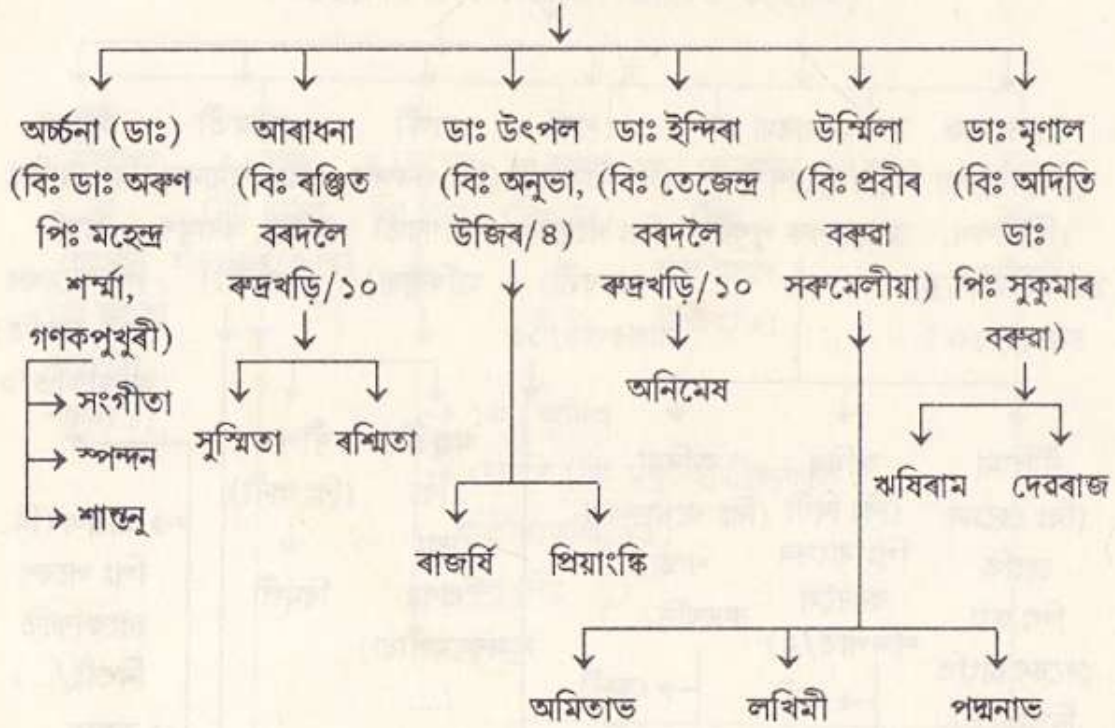 অৰ্চ্চনা (ডাঃ)
(বিঃ ডাঃ অৰুণ
পিঃ মহেন্দ্ৰ
শৰ্ম্মা,
গণকপুখুৰী)
সংগীতা
স্পন্দন
শান্তনু
আৰাধনা
(বিঃ ৰঞ্জিত
বৰদলৈ
ৰুদ্ৰখড়ি/১০
সুস্মিতা ৰশ্মিতা
ডাঃ উৎপল
(বিঃ অনুভা,
উজিৰ/৪)
ৰাজৰ্ষি প্ৰিয়াংঙ্কি
ডাঃ ইন্দিৰা
(বিঃ তেজেন্দ্ৰ
বৰদলৈ
ৰুদ্ৰখড়ি/১০
অনিমেষ
উৰ্ম্মিলা
(বিঃ প্ৰবীৰ
বৰুৱা
সৰুমেলীয়া)
অমিতাভ লখিমী পদ্মনাভ
ডাঃ মৃণাল
(বিঃ অদিতি
ডাঃ
পিঃ সুকুমাৰ
বৰুৱা)
ঋষিৰাম দেৱৰাজ